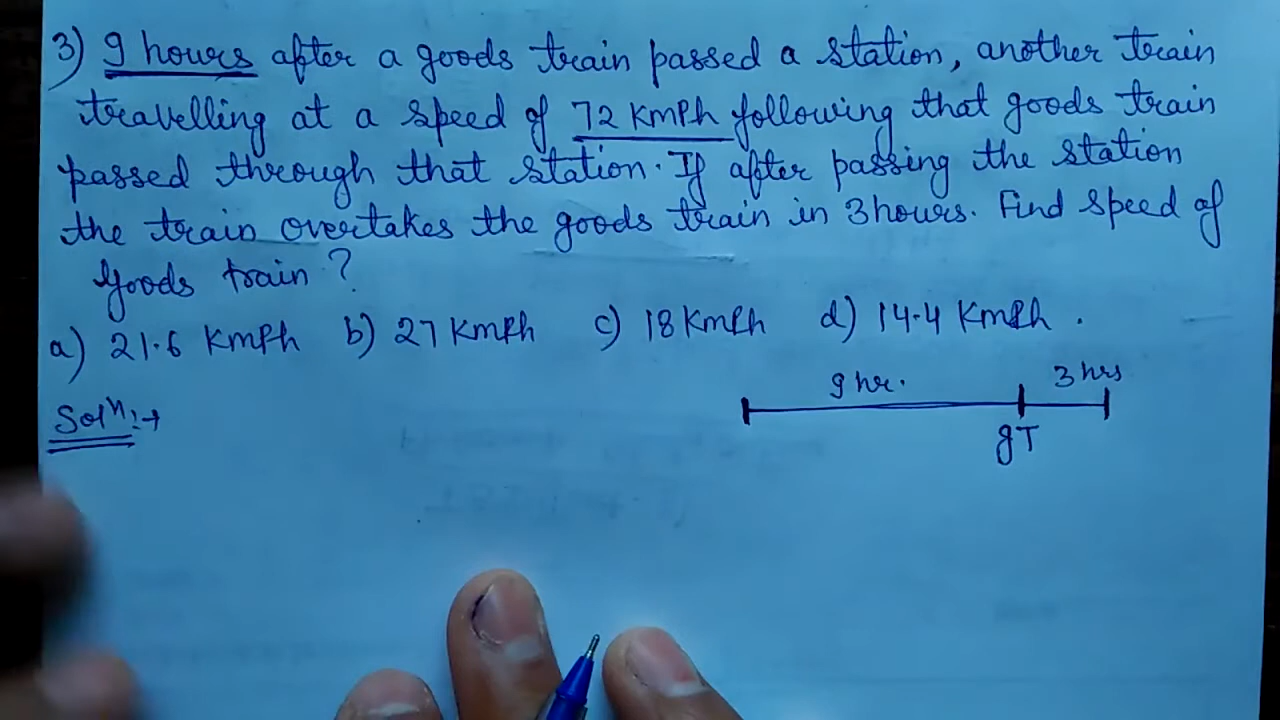 3) 9 hours after a goods train passed a station, another train
travelling at a speed of 72 KmPh following that goods train
passed through that station. If after passing the station
the train overtakes the goods train in 3 hours. Find speed of
goods train ?
a) 21.6 KmPh b) 27 KmPh c) 18 KmPh d) 14.4 KmPh .
9 hr. 3 hrs
Solⁿ:→
gT